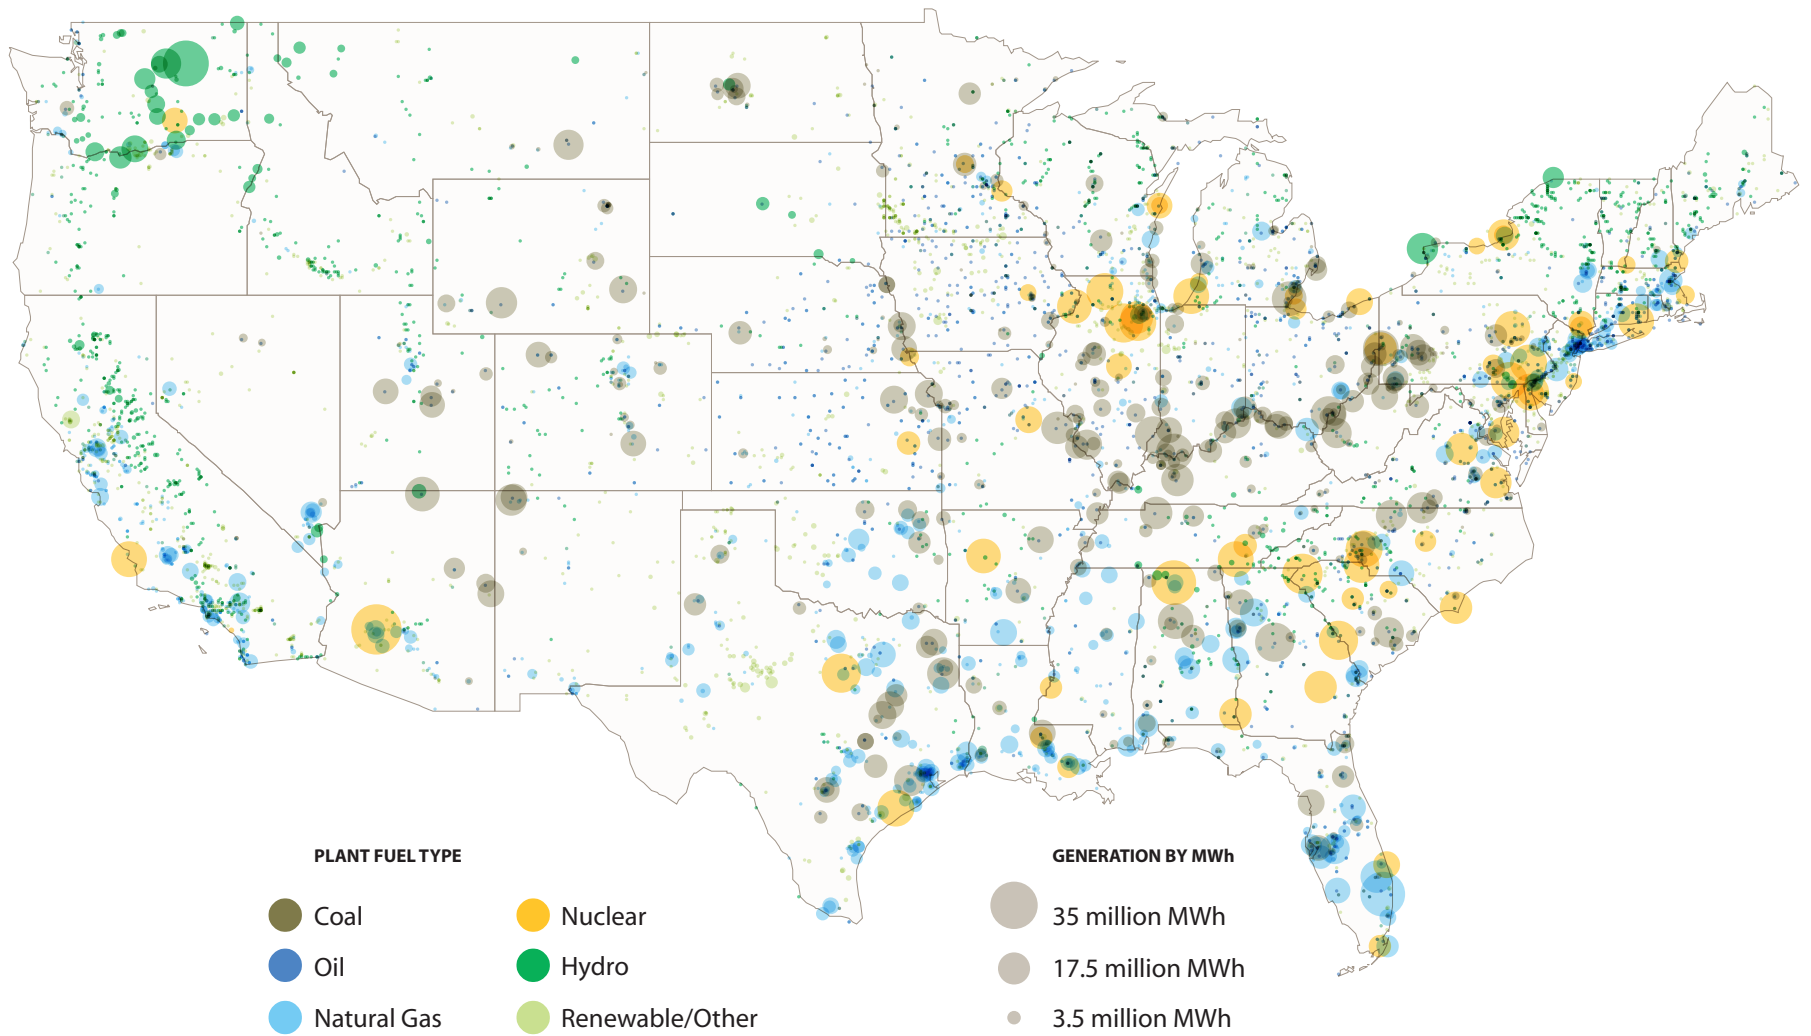 PLANT FUEL TYPE
Coal
Oil
Natural Gas
Nuclear
Hydro
Renewable/Other
GENERATION BY MWh
35 million MWh
17.5 million MWh
3.5 million MWh